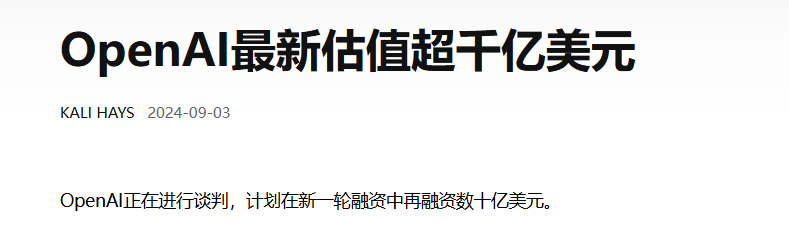 OpenAI最新估值超千亿美元
KALI HAYS 2024-09-03
OpenAI正在进行谈判，计划在新一轮融资中再融资数十亿美元。